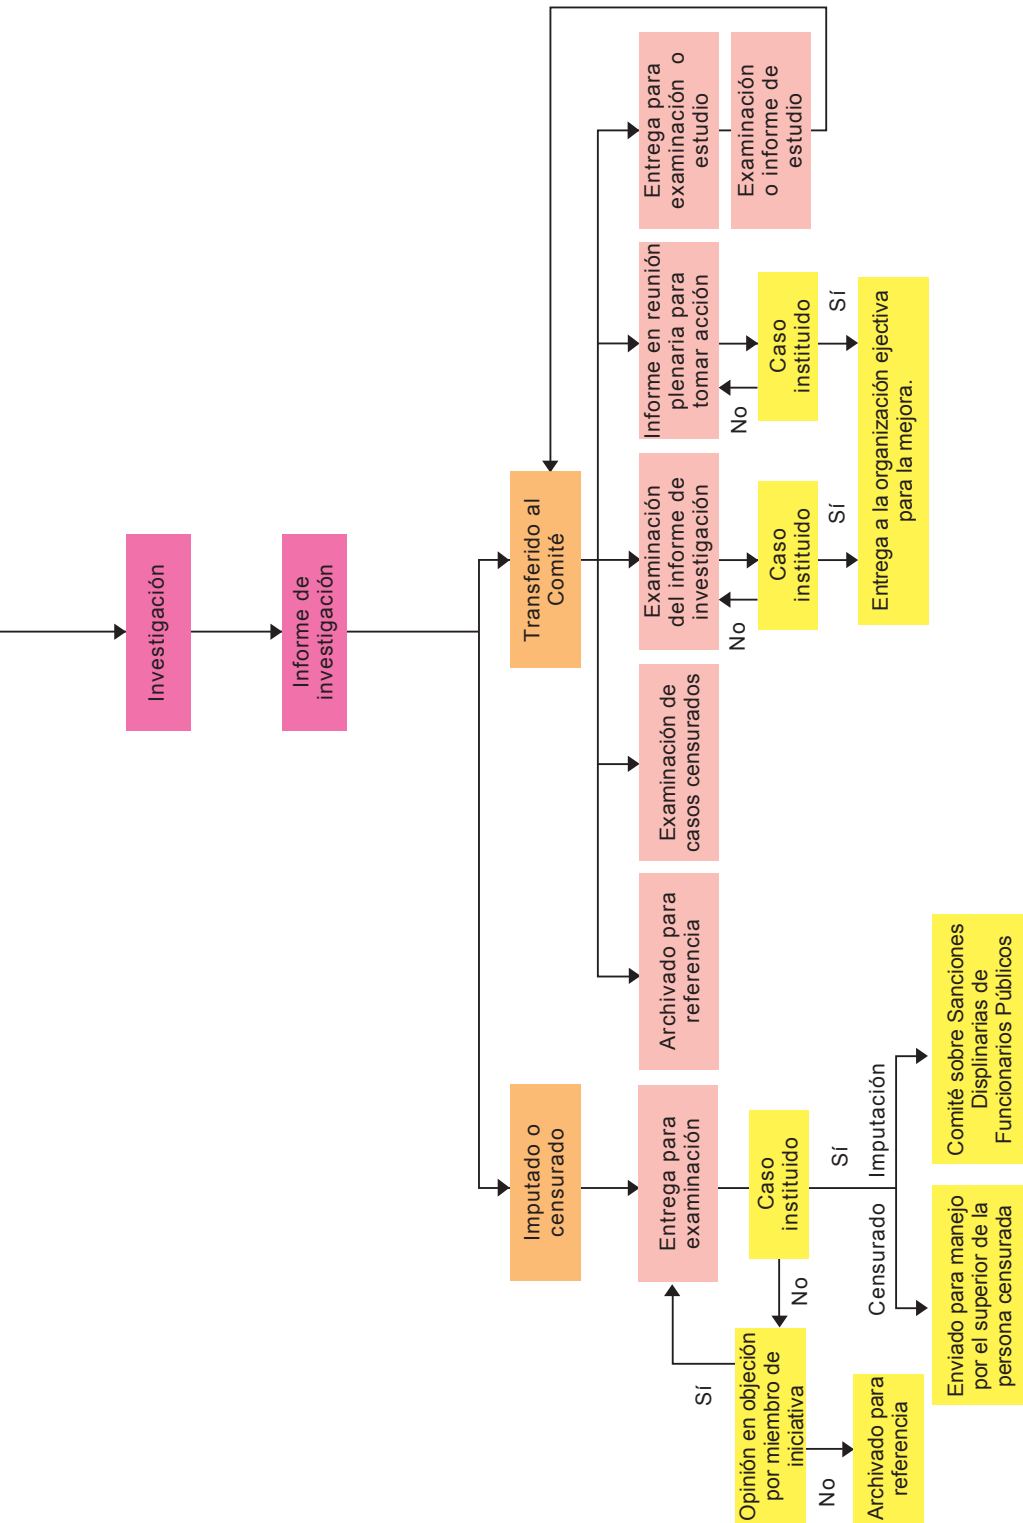 Investigación
Informe de
investigación
Imputado o
censurado
Transferido al
Comité
Entrega para
examinación
Archivado para
referencia
Examinación de
casos censurados
Examinación
del informe de
investigación
Informe en reunión
plenaria para
tomar acción
Entrega para
examinación o
estudio
Examinación
o informe de
estudio
Caso
instituido
No
Sí
Caso
instituido
No
Sí
Caso
instituido
No
Sí
Entrega a la organización ejectiva
para la mejora.
Opinión en objeción
por miembro de
iniciativa
Sí
No
Archivado para
referencia
Censurado
Imputación
Enviado para manejo
por el superior de la
persona censurada
Comité sobre Sanciones
Displinarias de
Funcionarios Públicos